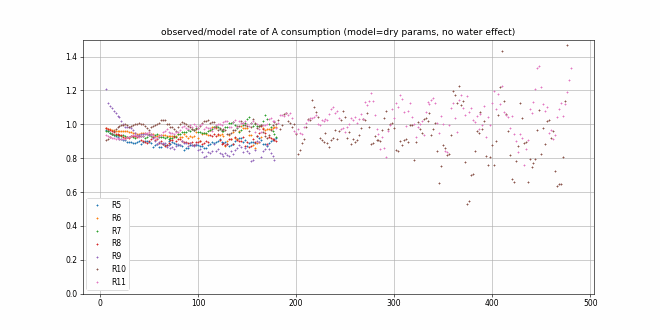 observed/model rate of A consumption (model=dry params, no water effect)
1.4
1.2
1.0
0.8
0.6
0.4
0.2
0.0
R5
R6
R7
R8
R9
R10
R11
0 100 200 300 400 500